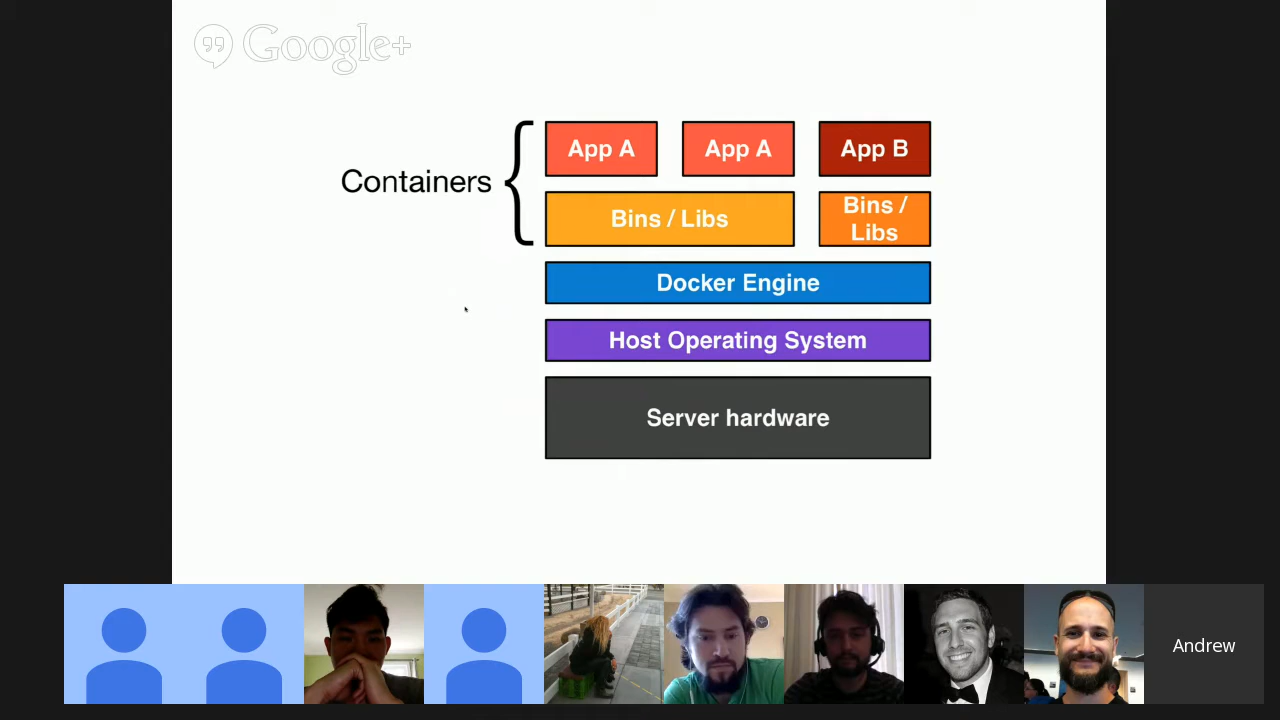 Google+
App A
App A
App B
Containers
Bins / Libs
Bins /
Libs
Docker Engine
Host Operating System
Server hardware
Andrew